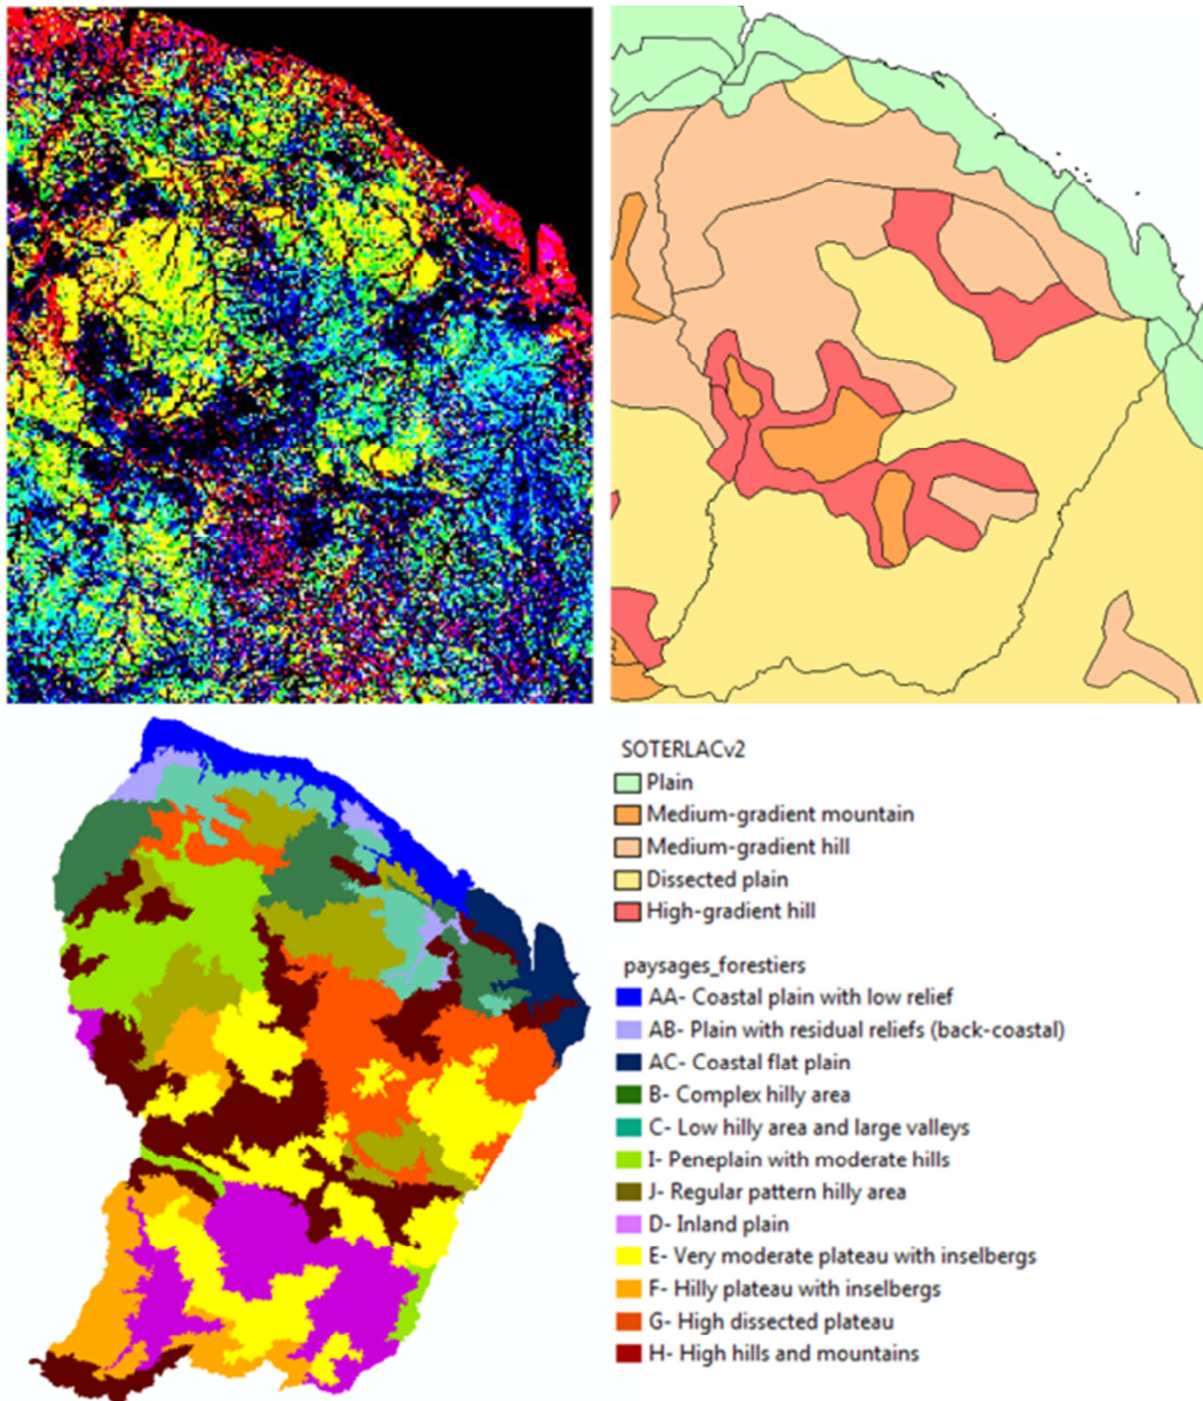 SOTERLACv2
Plain
Medium-gradient mountain
Medium-gradient hill
Dissected plain
High-gradient hill
paysages_forestiers
AA- Coastal plain with low relief
AB- Plain with residual reliefs (back-coastal)
AC- Coastal flat plain
B- Complex hilly area
C- Low hilly area and large valleys
I- Peneplain with moderate hills
J- Regular pattern hilly area
D- Inland plain
E- Very moderate plateau with inselbergs
F- Hilly plateau with inselbergs
G- High dissected plateau
H- High hills and mountains